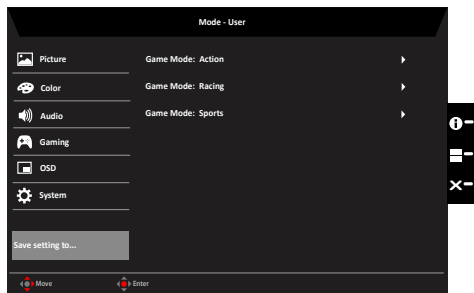 Mode - User
Picture
Color
Audio
Gaming
OSD
System
Save setting to...
Game Mode: Action
Game Mode: Racing
Game Mode: Sports
Move
Enter